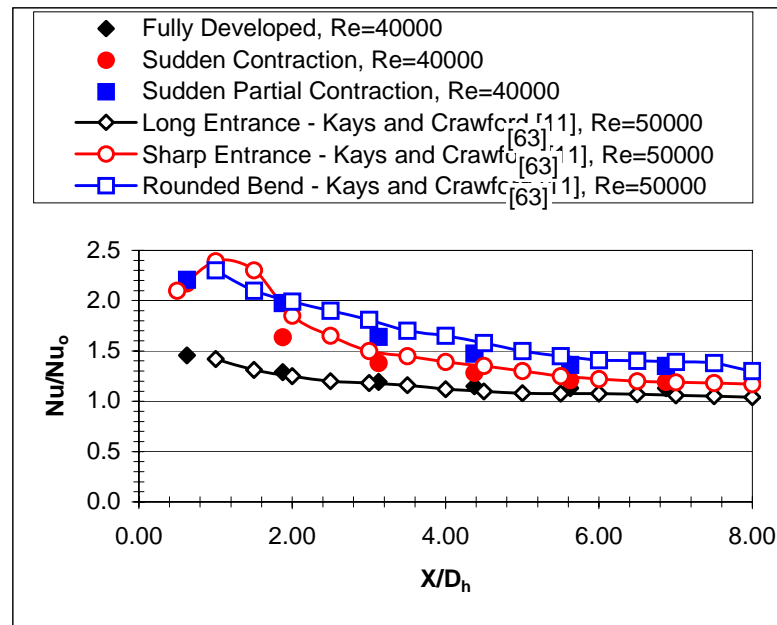 Fully Developed, Re=40000
Sudden Contraction, Re=40000
Sudden Partial Contraction, Re=40000
Long Entrance - Kays and Crawford [11], Re=50000
[63]
Sharp Entrance - Kays and Crawford [11], Re=50000
[63]
Rounded Bend - Kays and Crawford [11], Re=50000
[63]
2.5
2.0
1.5
1.0
0.5
0.0
Nu/Nuo
0.00 2.00 4.00 6.00 8.00
X/Dh